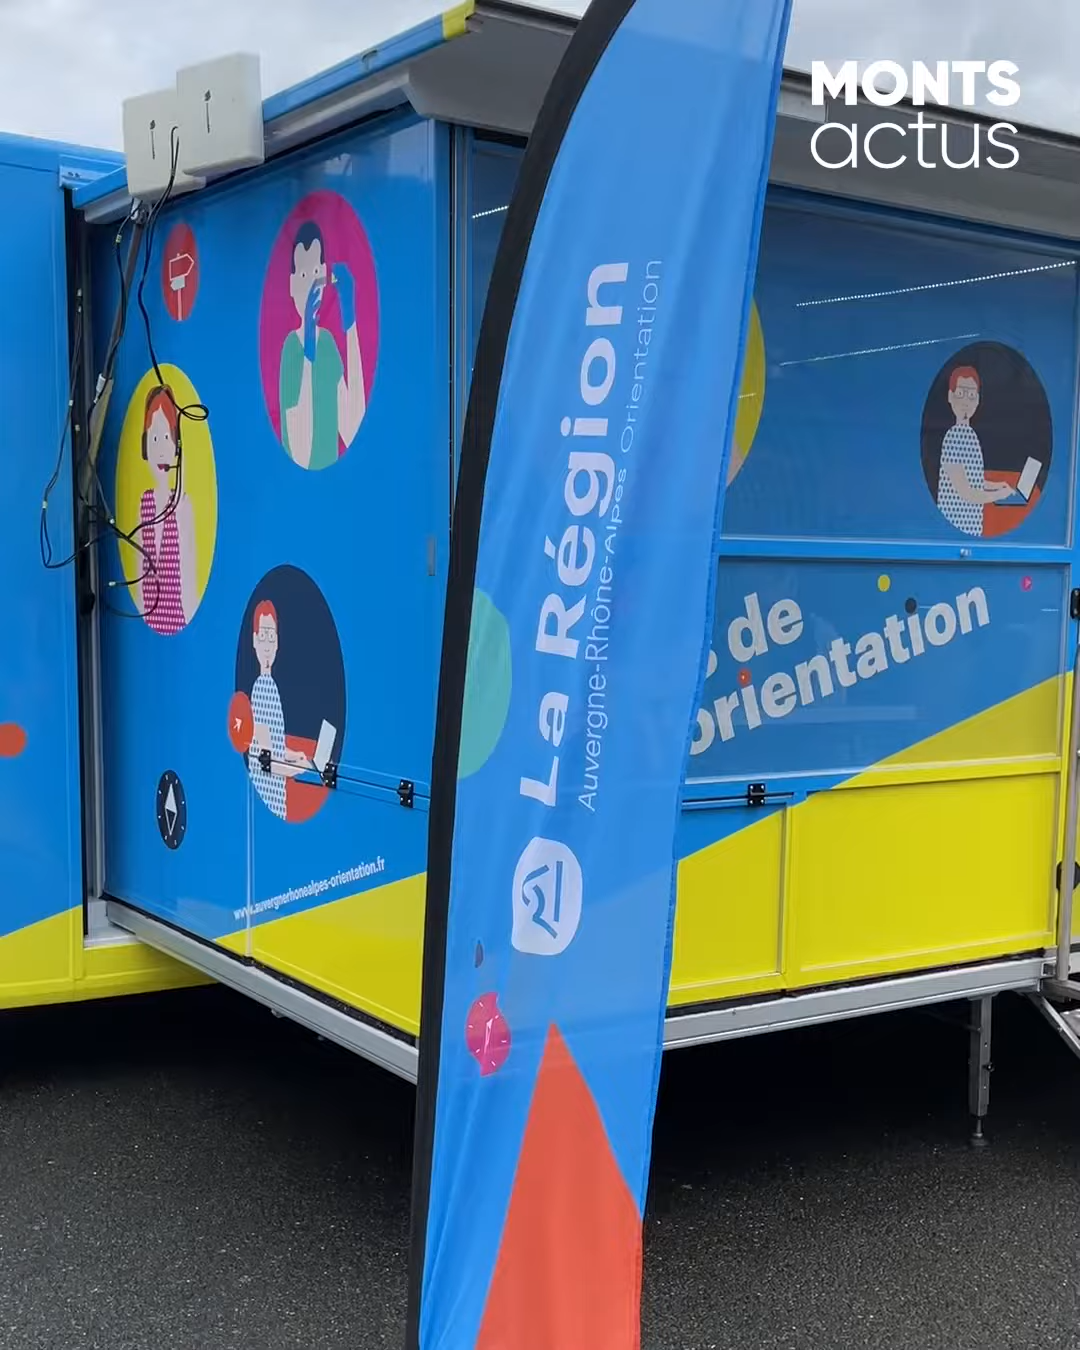 MONTS
actus
La Région
Auvergne-Rhône-Alpes Orientation
de
orientation
www.auvergnerhonealpes-orientation.fr